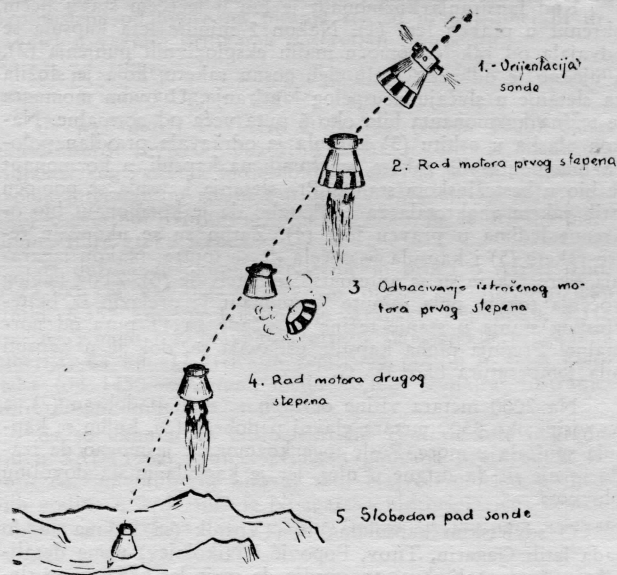 1.- Orijentacija
sonde
2. Rad motora prvog stepena
3 Odbacivanje istrošenog mo-
tora prvog stepena
4. Rad motora drugog
stepena
5 Slobodan pad sonde